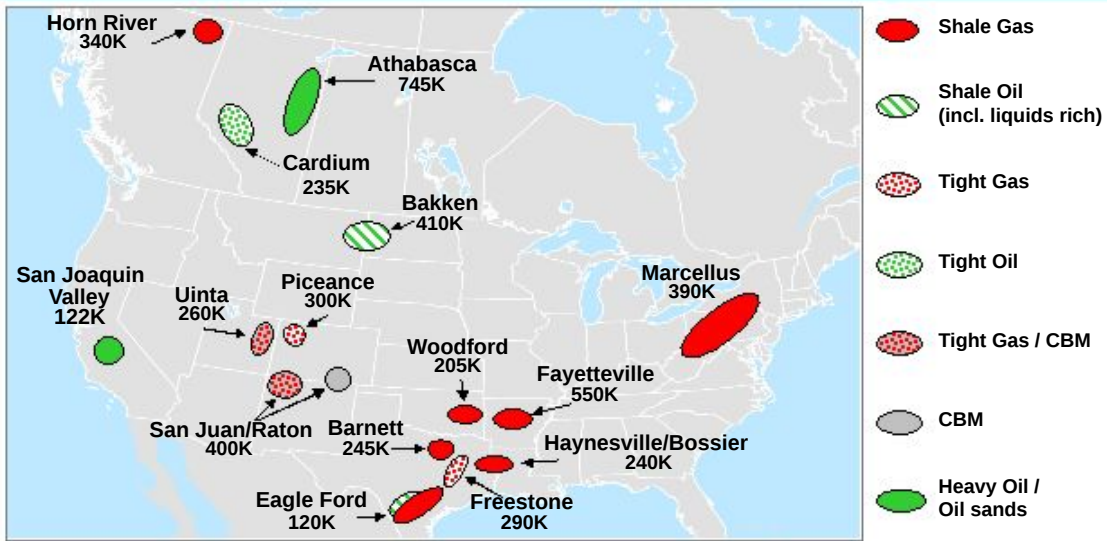 Horn River
340K
Athabasca
745K
Cardium
235K
Bakken
410K
San Joaquin
Valley
122K
Uinta
260K
Piceance
300K
Marcellus
390K
Woodford
205K
Fayetteville
550K
San Juan/Raton
400K
Barnett
245K
Haynesville/Bossier
240K
Eagle Ford
120K
Freestone
290K
Shale Gas
Shale Oil
(incl. liquids rich)
Tight Gas
Tight Oil
Tight Gas / CBM
CBM
Heavy Oil /
Oil sands